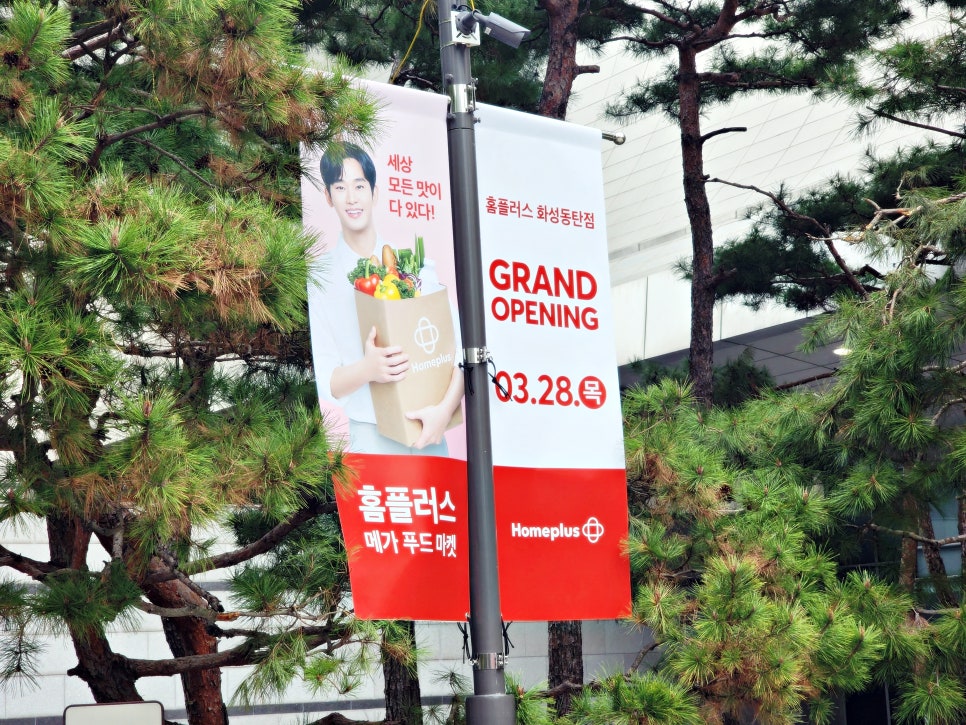 세상
모든 맛이
다 있다!
Homeplus
홈플러스
메가 푸드 마켓
홈플러스 화성동탄점
GRAND
OPENING
03.28.목
Homeplus